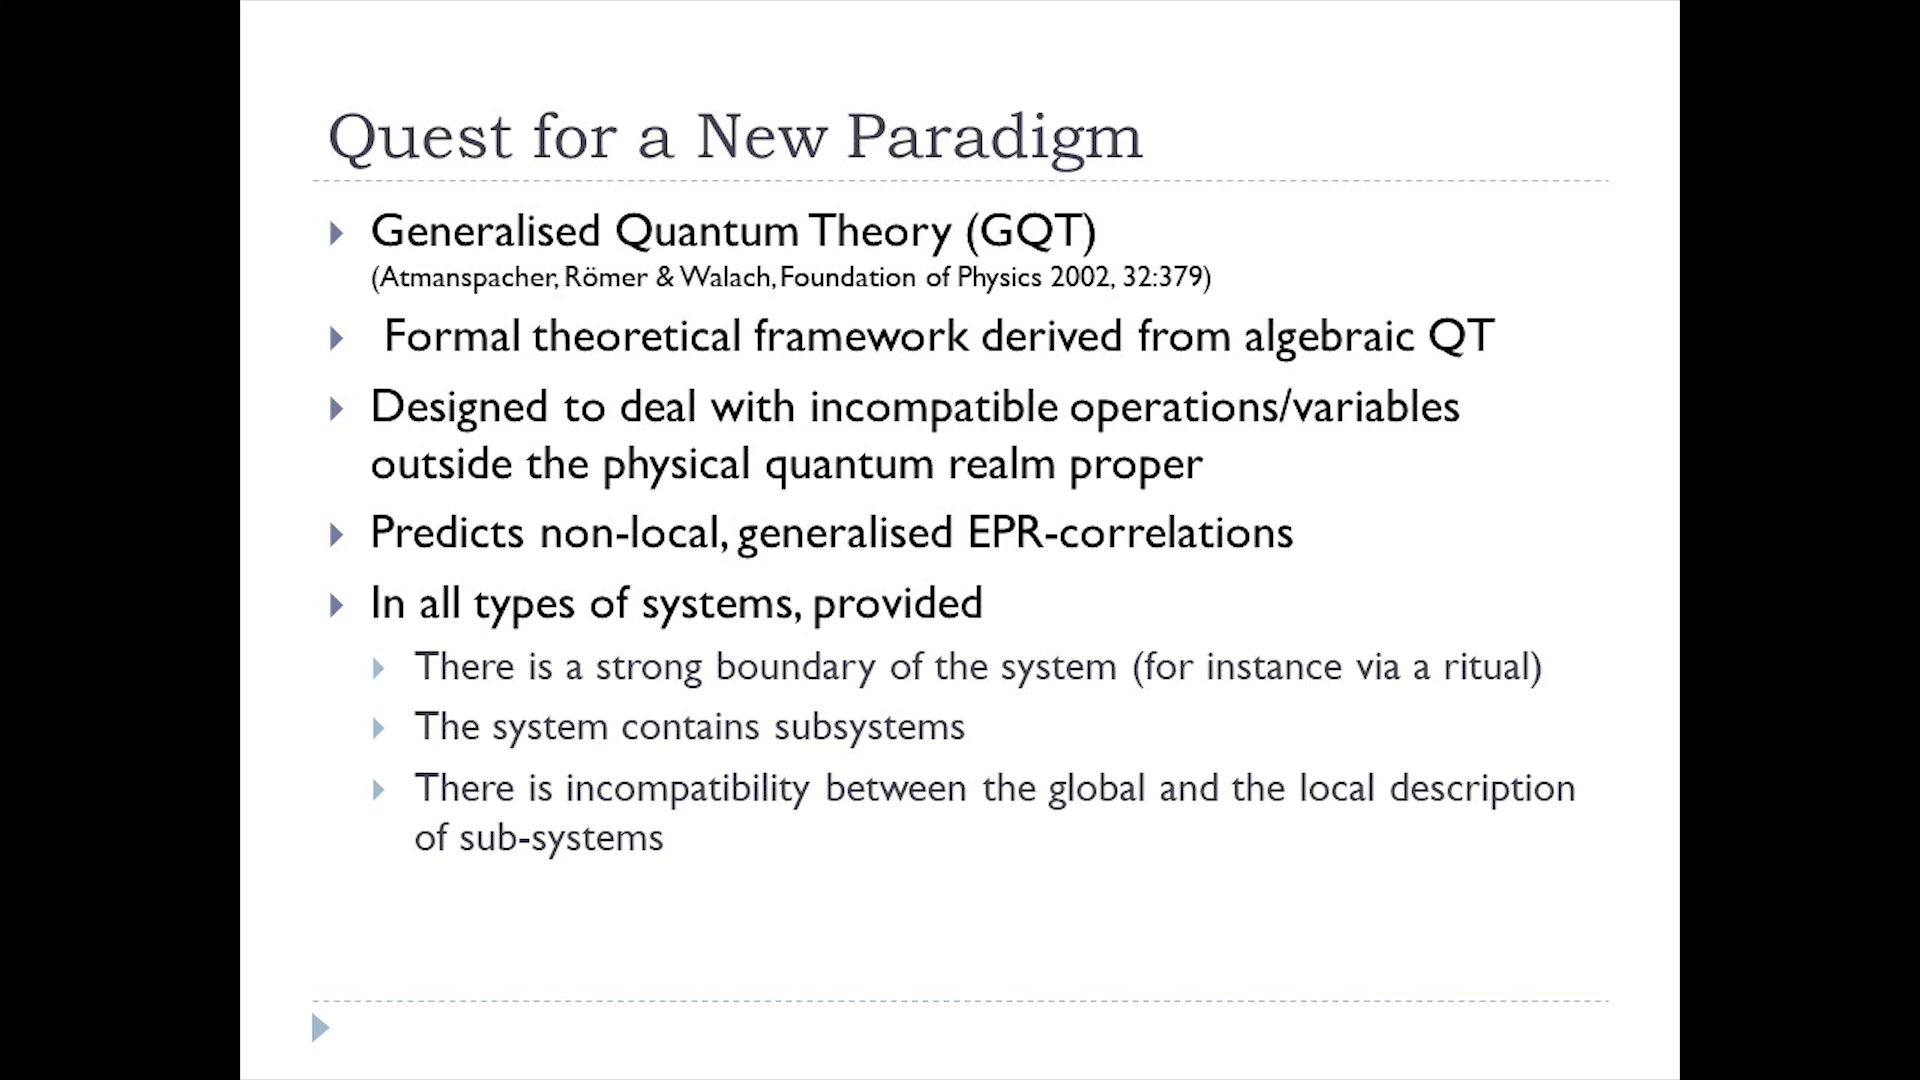 Quest for a New Paradigm
Generalised Quantum Theory (GQT)
(Atmanspacher, Römer & Walach, Foundation of Physics 2002, 32:379)
Formal theoretical framework derived from algebraic QT
Designed to deal with incompatible operations/variables
outside the physical quantum realm proper
Predicts non-local, generalised EPR-correlations
In all types of systems, provided
There is a strong boundary of the system (for instance via a ritual)
The system contains subsystems
There is incompatibility between the global and the local description
of sub-systems